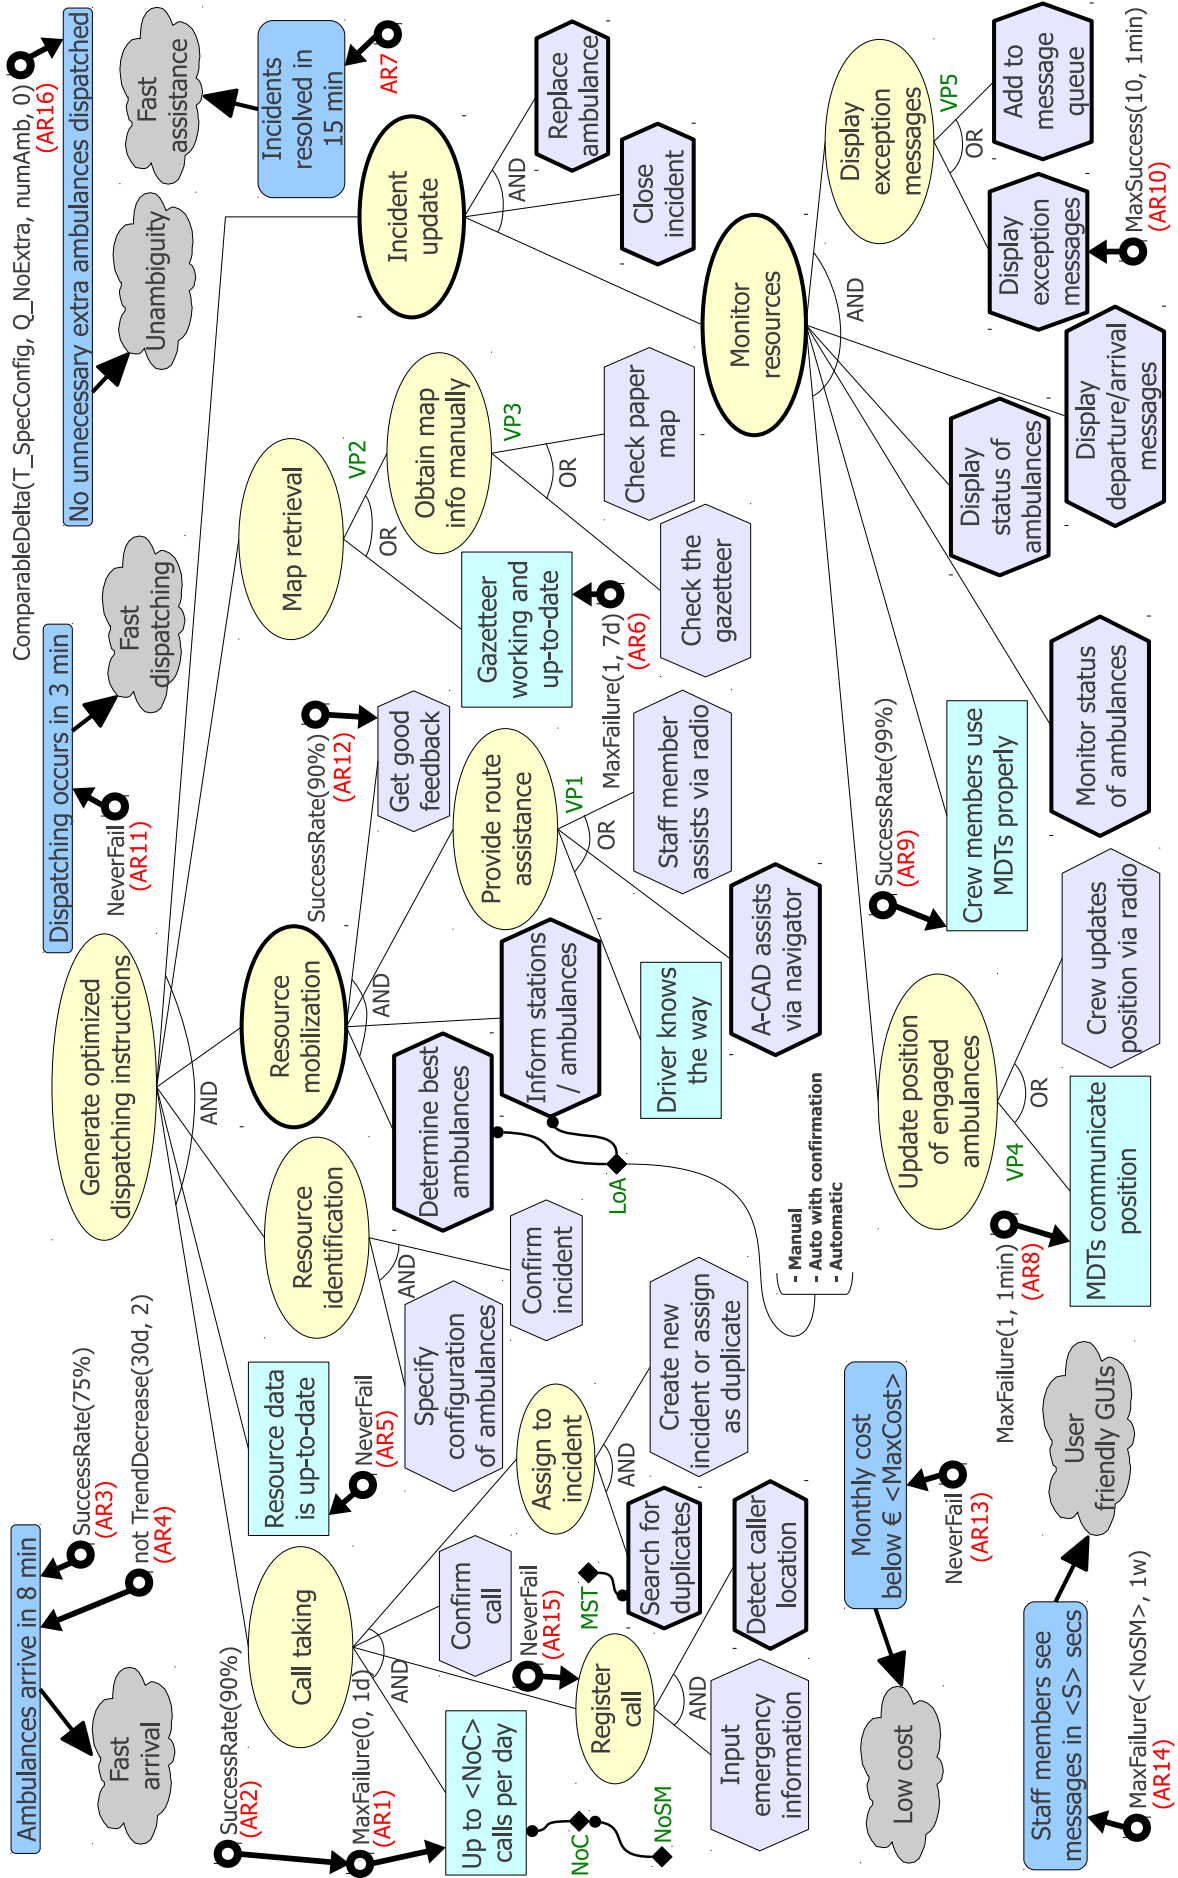 Ambulances arrive in 8 min
SuccessRate(75%)
(AR3)
not TrendDecrease(30d, 2)
(AR4)
Fast
arrival
Generate optimized
dispatching instructions
AND
Dispatching occurs in 3 min
NeverFail
(AR11)
Fast
dispatching
ComparableDelta(T_SpecConfig, Q_NoExtra, numAmb, 0)
(AR16)
No unnecessary extra ambulances dispatched
Unambiguity
Fast
assistance
SuccessRate(90%)
(AR2)
MaxFailure(0, 1d)
(AR1)
Call taking
AND
Resource data
is up-to-date
NeverFail
(AR5)
Resource
identification
AND
Resource
mobilization
AND
SuccessRate(90%)
(AR12)
Get good
feedback
Map retrieval
VP2
OR
Incidents
resolved in
15 min
AR7
Incident
update
AND
Up to <NoC>
calls per day
NoC
NoSM
Confirm
call
NeverFail
(AR15)
Register
call
AND
Input
emergency
information
Detect caller
location
Assign to
incident
AND
MST
Search for
duplicates
Create new
incident or assign
as duplicate
Specify
configuration
of ambulances
Confirm
incident
Determine best
ambulances
Inform stations
/ ambulances
LoA
- Manual
- Auto with confirmation
- Automatic
Provide route
assistance
VP1
OR
Driver knows
the way
A-CAD assists
via navigator
Staff member
assists via radio
Gazetteer
working and
up-to-date
MaxFailure(1, 7d)
(AR6)
Obtain map
info manually
VP3
OR
Check the
gazetteer
Check paper
map
Replace
ambulance
Close
incident
Monitor
resources
AND
Low cost
Monthly cost
below € <MaxCost>
NeverFail
(AR13)
Staff members see
messages in <S> secs
MaxFailure(<NoSM>, 1w)
(AR14)
User
friendly GUIs
Update position
of engaged
ambulances
VP4
OR
MaxFailure(1, 1min)
(AR8)
MDTs communicate
position
Crew updates
position via radio
SuccessRate(99%)
(AR9)
Crew members use
MDTs properly
Monitor status
of ambulances
Display
status of
ambulances
Display
departure/arrival
messages
Display
exception
messages
VP5
OR
Display
exception
messages
MaxSuccess(10, 1min)
(AR10)
Add to
message
queue